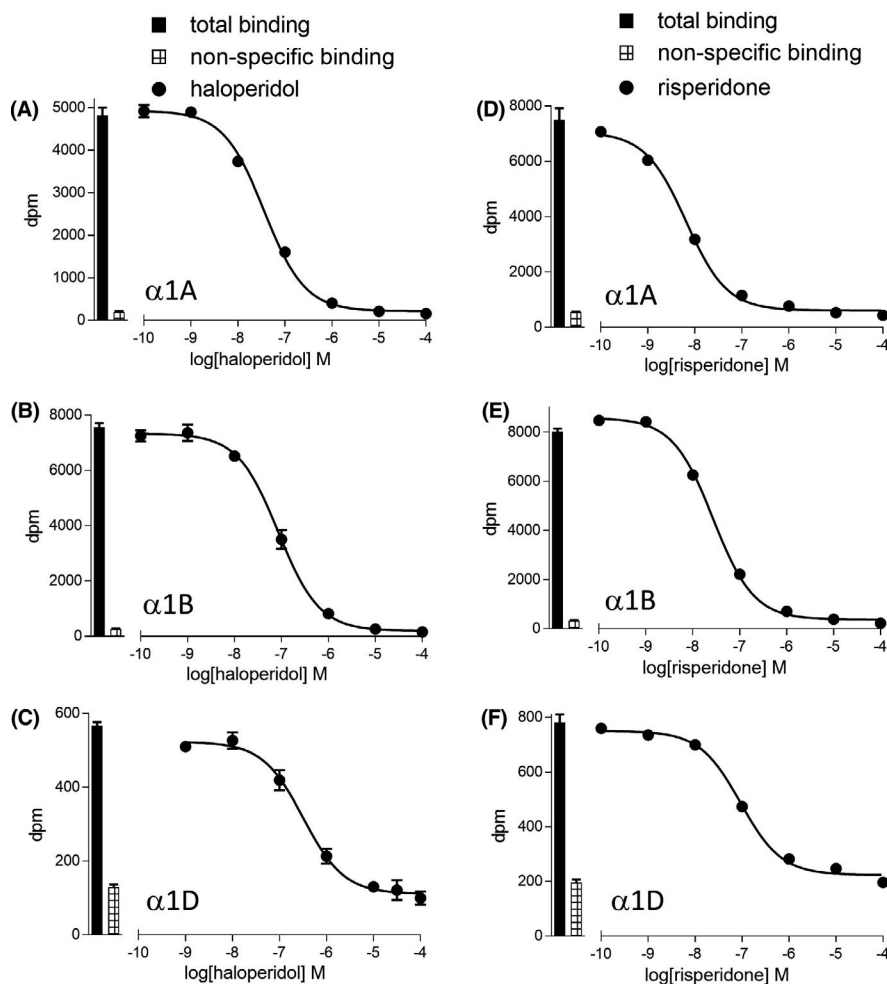 total binding
non-specific binding
haloperidol
(A)
5000
4000
3000
2000
1000
0
dpm
α1A
-10 -9 -8 -7 -6 -5 -4
log[haloperidol] M
(B)
8000
6000
4000
2000
0
dpm
α1B
-10 -9 -8 -7 -6 -5 -4
log[haloperidol] M
(C)
600
400
200
0
dpm
α1D
-10 -9 -8 -7 -6 -5 -4
log[haloperidol] M
total binding
non-specific binding
risperidone
(D)
8000
6000
4000
2000
0
dpm
α1A
-10 -9 -8 -7 -6 -5 -4
log[risperidone] M
(E)
8000
6000
4000
2000
0
dpm
α1B
-10 -9 -8 -7 -6 -5 -4
log[risperidone] M
(F)
800
600
400
200
0
dpm
α1D
-10 -9 -8 -7 -6 -5 -4
log[risperidone] M